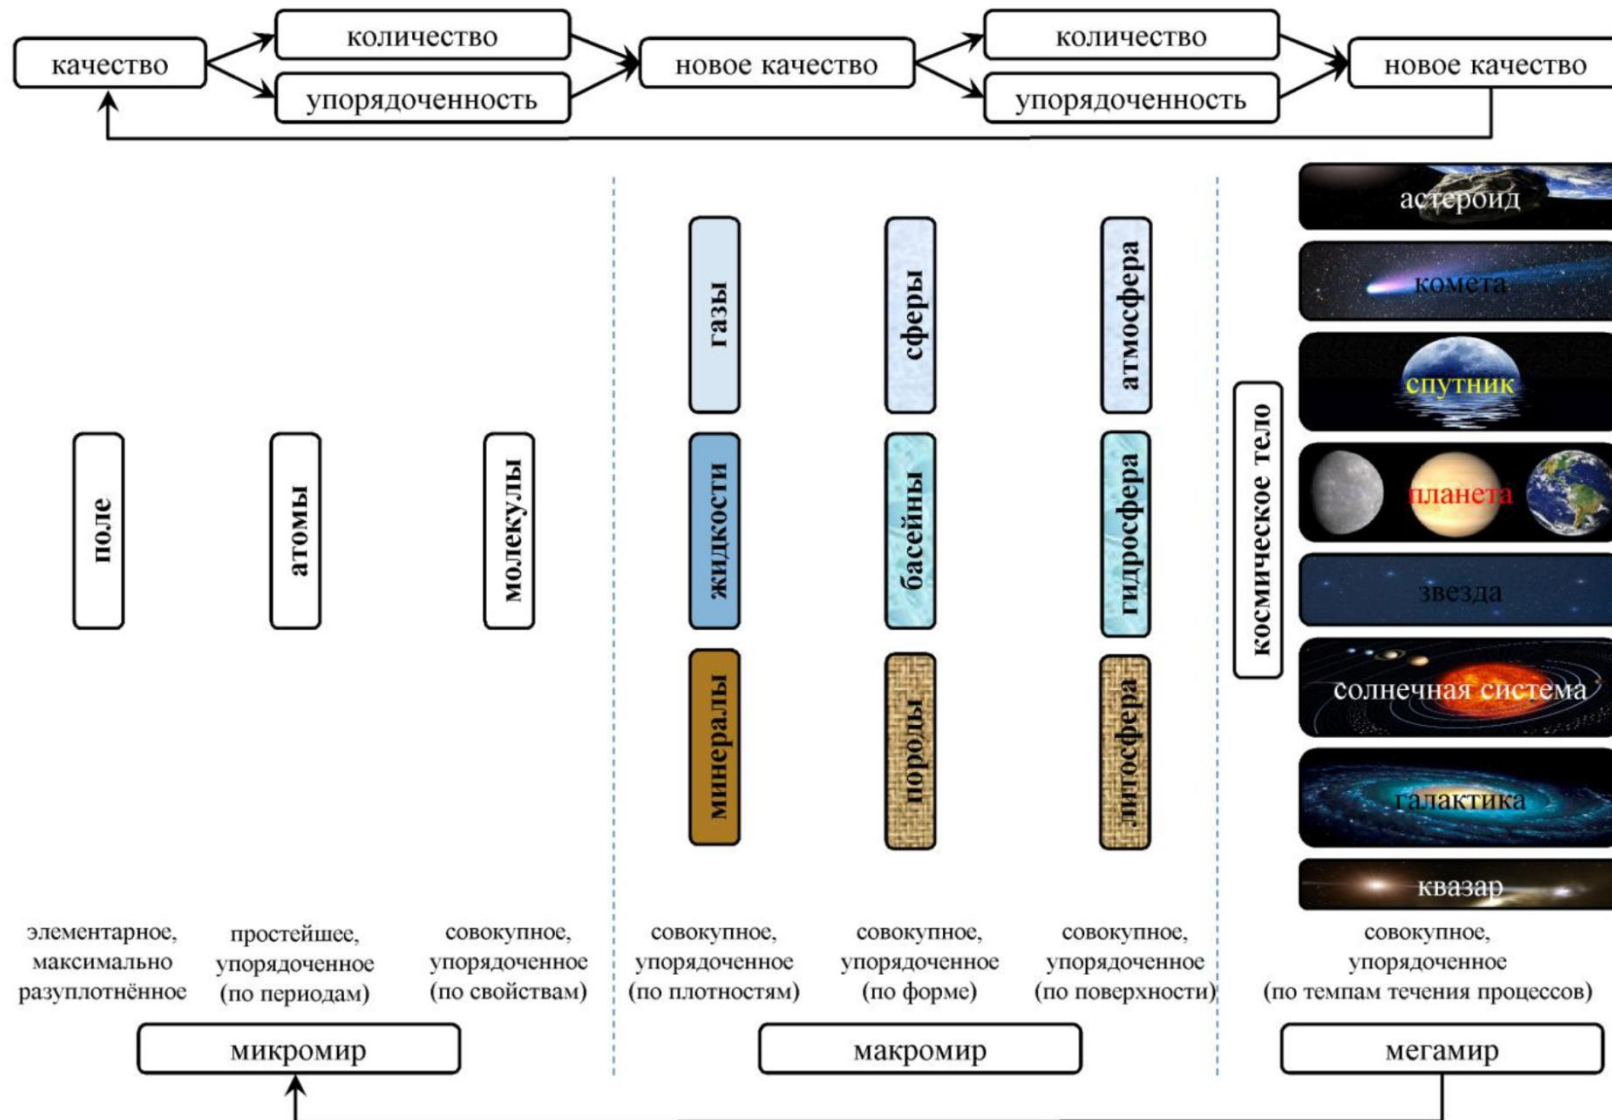 качество
количество
упорядоченность
новое качество
количество
упорядоченность
новое качество
поле
атомы
молекулы
газы
жидкости
минералы
сферы
басейны
породы
атмосфера
гидросфера
литосфера
космическое тело
астероид
комета
спутник
планета
звезда
солнечная система
галактика
квазар
элементарное,
максимально
разуплотнённое
простейшее,
упорядоченное
(по периодам)
совокупное,
упорядоченное
(по свойствам)
совокупное,
упорядоченное
(по плотностям)
совокупное,
упорядоченное
(по форме)
совокупное,
упорядоченное
(по поверхности)
совокупное,
упорядоченное
(по темпам течения процессов)
микромир
макромир
мегамир